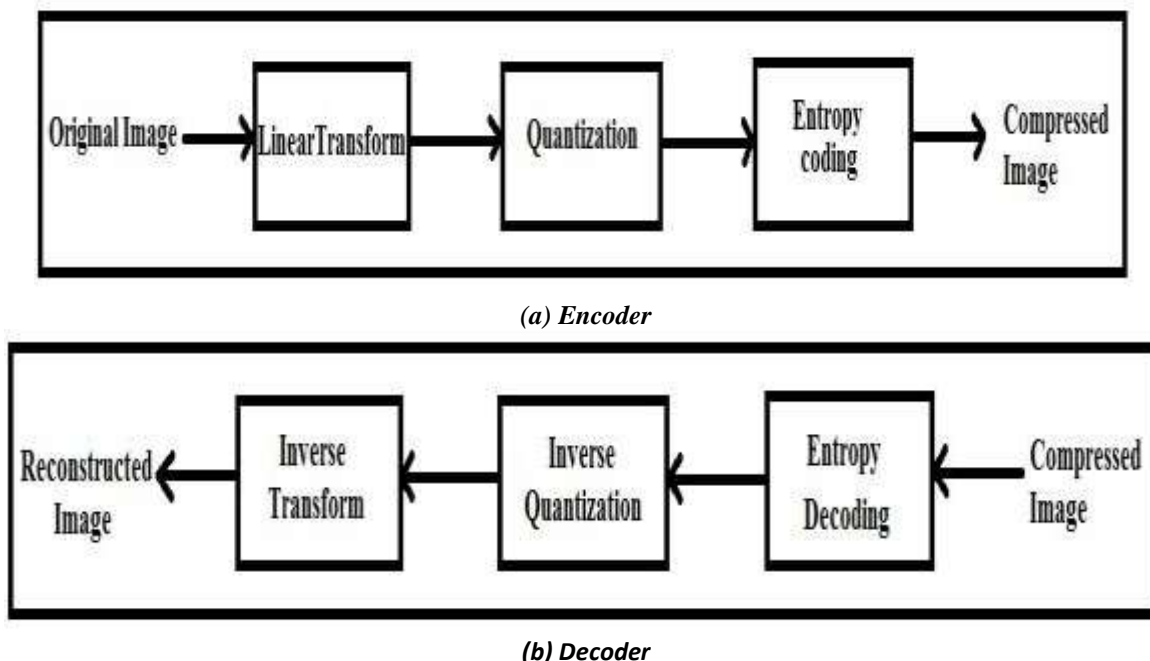 Original Image
LinearTransform
Quantization
Entropy
coding
Compressed
Image
(a) Encoder
Reconstructed
Image
Inverse
Transform
Inverse
Quantization
Entropy
Decoding
Compressed
Image
(b) Decoder